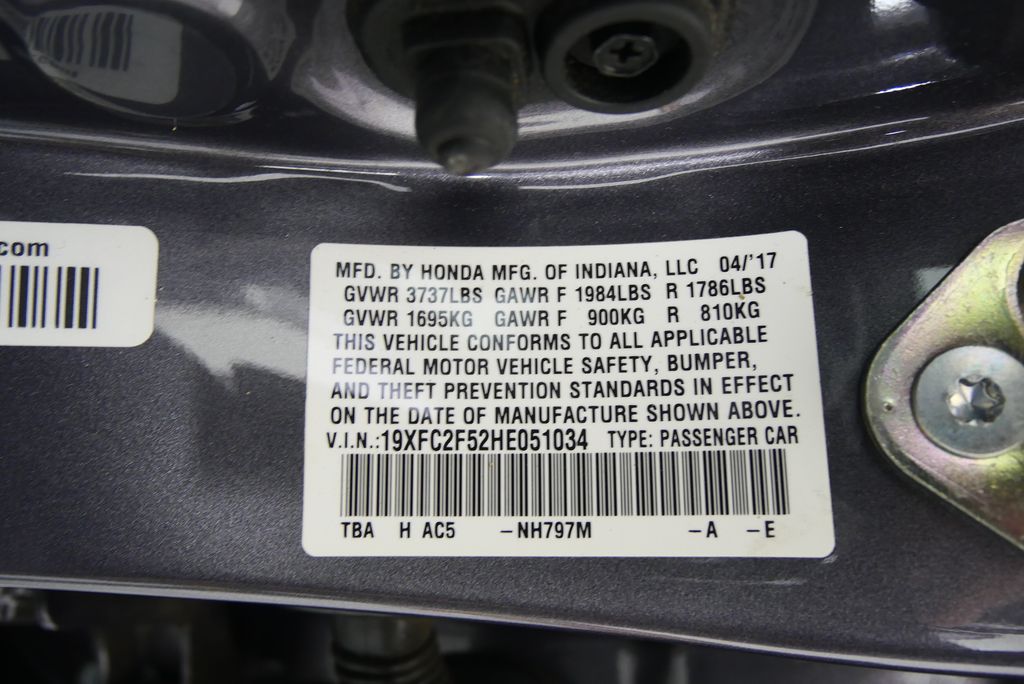 com
MFD. BY HONDA MFG. OF INDIANA, LLC 04/'17
GVWR 3737LBS GAWR F 1984LBS R 1786LBS
GVWR 1695KG GAWR F 900KG R 810KG
THIS VEHICLE CONFORMS TO ALL APPLICABLE
FEDERAL MOTOR VEHICLE SAFETY, BUMPER,
AND THEFT PREVENTION STANDARDS IN EFFECT
ON THE DATE OF MANUFACTURE SHOWN ABOVE.
V.I.N.:19XFC2F52HE051034 TYPE: PASSENGER CAR
TBA H AC5 –NH797M –A –E